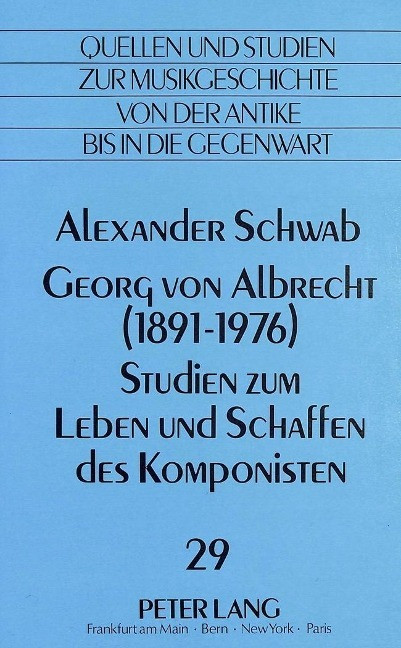 QUELLEN UND STUDIEN
ZUR MUSIKGESCHICHTE
VON DER ANTIKE
BIS IN DIE GEGENWART
ALEXANDER SCHWAB
GEORG VON ALBRECHT
(1891-1976)
STUDIEN ZUM
LEBEN UND SCHAFFEN
DES KOMPONISTEN
29
PETER LANG
Frankfurt am Main · Bern · New York · Paris